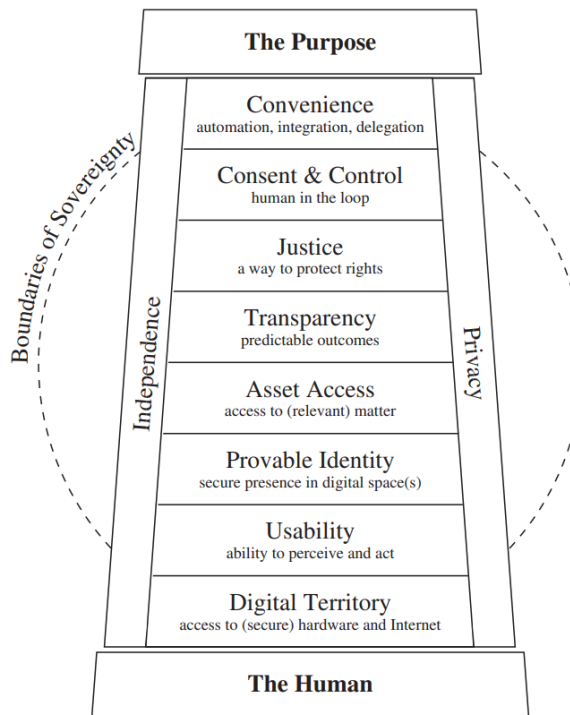 The Purpose
Convenience
automation, integration, delegation
Consent & Control
human in the loop
Justice
a way to protect rights
Transparency
predictable outcomes
Asset Access
access to (relevant) matter
Provable Identity
secure presence in digital space(s)
Usability
ability to perceive and act
Digital Territory
access to (secure) hardware and Internet
The Human
Boundaries of Sovereignty
Independence
Privacy